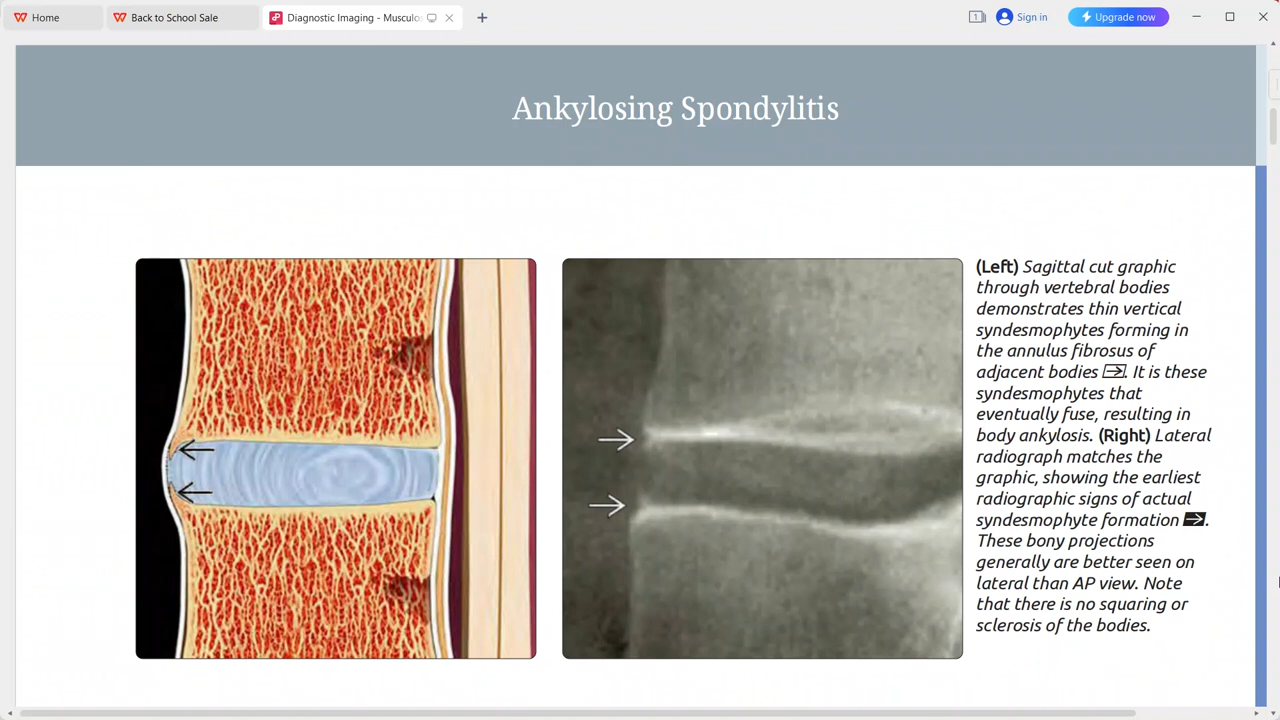 Home
Back to School Sale
Diagnostic Imaging - Musculo
1
Sign in
Upgrade now
Ankylosing Spondylitis
(Left) Sagittal cut graphic
through vertebral bodies
demonstrates thin vertical
syndesmophytes forming in
the annulus fibrosus of
adjacent bodies ➡. It is these
syndesmophytes that
eventually fuse, resulting in
body ankylosis. (Right) Lateral
radiograph matches the
graphic, showing the earliest
radiographic signs of actual
syndesmophyte formation ➡.
These bony projections
generally are better seen on
lateral than AP view. Note
that there is no squaring or
sclerosis of the bodies.